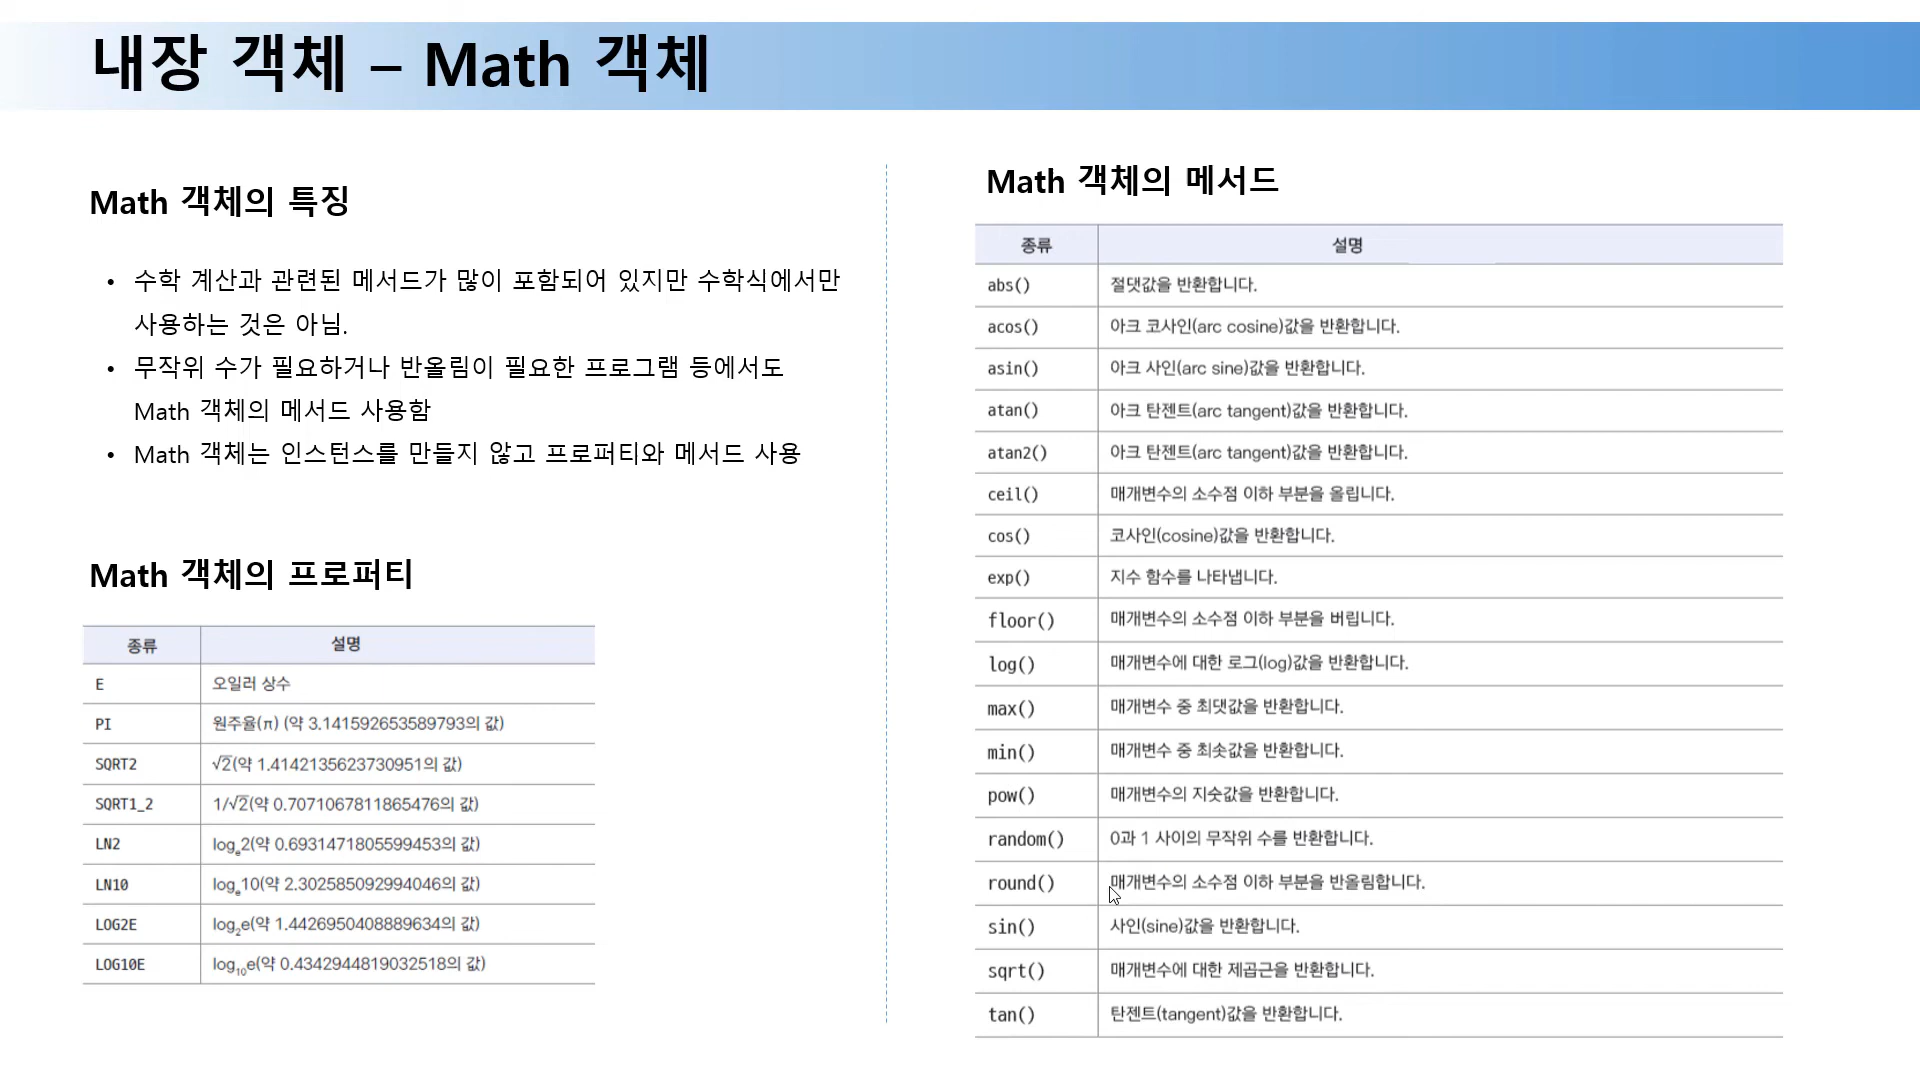 내장 객체 – Math 객체
Math 객체의 특징
• 수학 계산과 관련된 메서드가 많이 포함되어 있지만 수학식에서만
사용하는 것은 아님.
• 무작위 수가 필요하거나 반올림이 필요한 프로그램 등에서도
Math 객체의 메서드 사용함
• Math 객체는 인스턴스를 만들지 않고 프로퍼티와 메서드 사용
Math 객체의 프로퍼티
종류 설명
E 오일러 상수
PI 원주율(π) (약 3.141592653589793의 값)
SQRT2 √2(약 1.4142135623730951의 값)
SQRT1_2 1/√2(약 0.7071067811865476의 값)
LN2 logₑ2(약 0.6931471805599453의 값)
LN10 logₑ10(약 2.302585092994046의 값)
LOG2E log₂e(약 1.4426950408889634의 값)
LOG10E log₁₀e(약 0.4342944819032518의 값)
Math 객체의 메서드
종류 설명
abs() 절댓값을 반환합니다.
acos() 아크 코사인(arc cosine)값을 반환합니다.
asin() 아크 사인(arc sine)값을 반환합니다.
atan() 아크 탄젠트(arc tangent)값을 반환합니다.
atan2() 아크 탄젠트(arc tangent)값을 반환합니다.
ceil() 매개변수의 소수점 이하 부분을 올립니다.
cos() 코사인(cosine)값을 반환합니다.
exp() 지수 함수를 나타냅니다.
floor() 매개변수의 소수점 이하 부분을 버립니다.
log() 매개변수에 대한 로그(log)값을 반환합니다.
max() 매개변수 중 최댓값을 반환합니다.
min() 매개변수 중 최솟값을 반환합니다.
pow() 매개변수의 지숫값을 반환합니다.
random() 0과 1 사이의 무작위 수를 반환합니다.
round() 매개변수의 소수점 이하 부분을 반올림합니다.
sin() 사인(sine)값을 반환합니다.
sqrt() 매개변수에 대한 제곱근을 반환합니다.
tan() 탄젠트(tangent)값을 반환합니다.